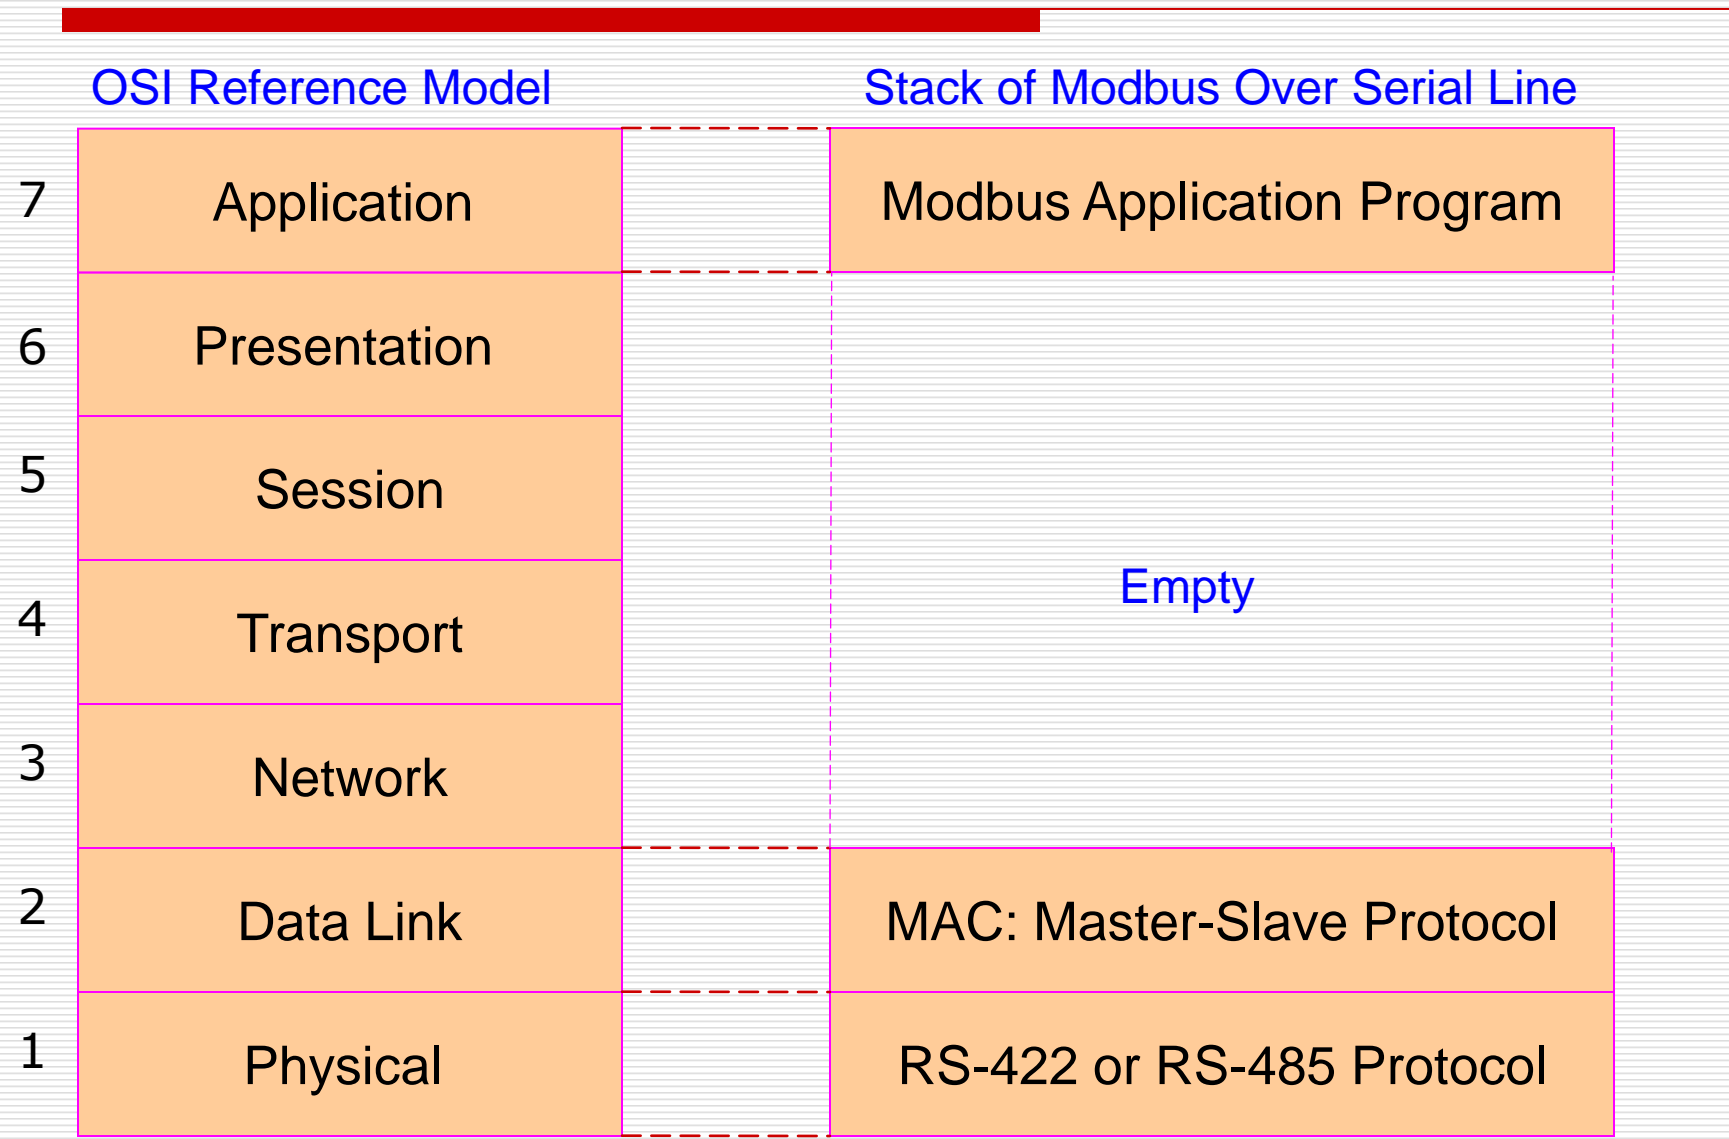 OSI Reference Model
Stack of Modbus Over Serial Line
7
Application
Modbus Application Program
6
Presentation
5
Session
4
Transport
Empty
3
Network
2
Data Link
MAC: Master-Slave Protocol
1
Physical
RS-422 or RS-485 Protocol